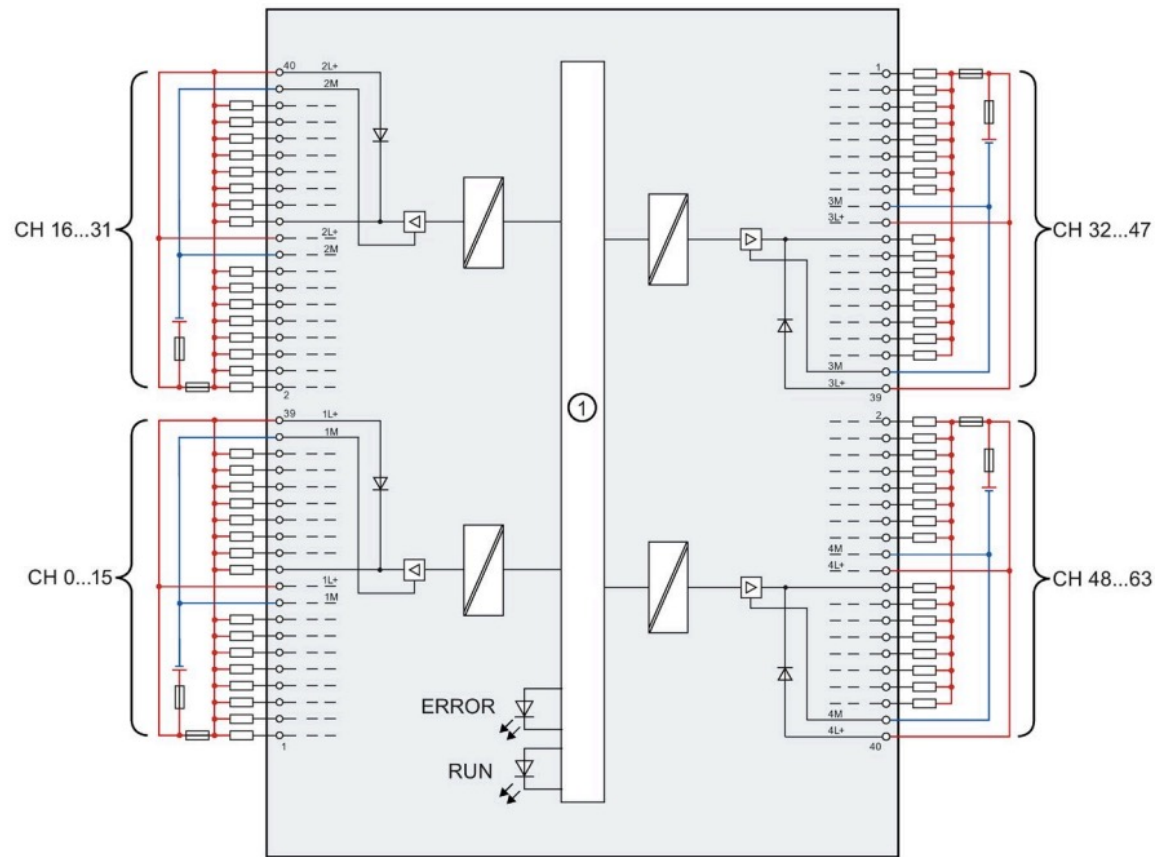 40
2L+
2M
CH 16...31
2L+
2M
2
39
1L+
1M
CH 0...15
1L+
1M
1
1
ERROR
RUN
1
3M
3L+
CH 32...47
3M
3L+
39
2
4M
4L+
CH 48...63
4M
4L+
40